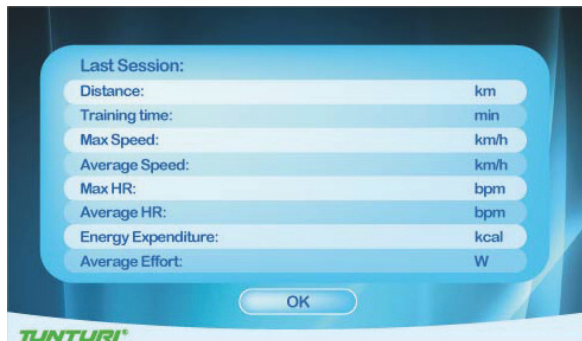 Last Session:
Distance: km
Training time: min
Max Speed: km/h
Average Speed: km/h
Max HR: bpm
Average HR: bpm
Energy Expenditure: kcal
Average Effort: W
OK
TUNTURI®